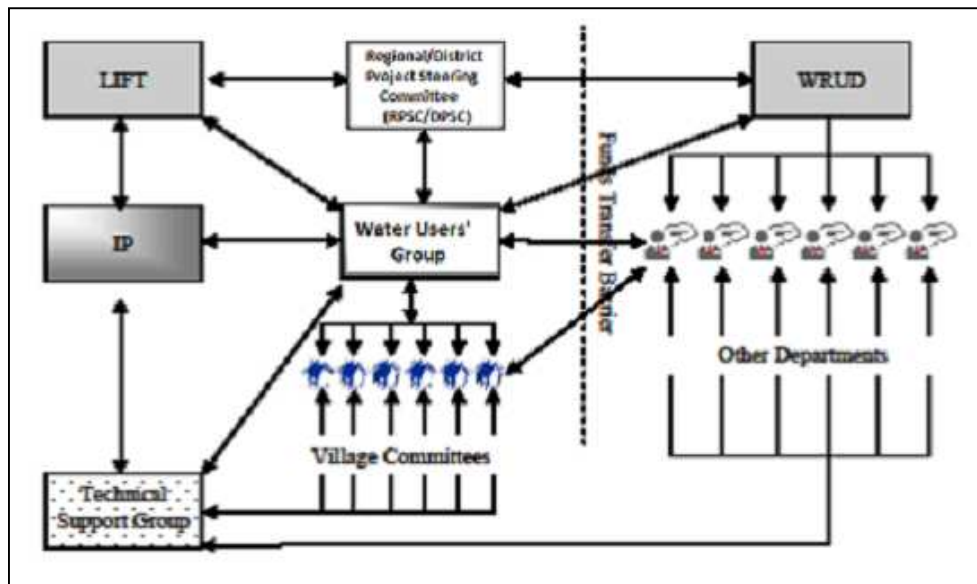 LIFT
Regional/District
Project Steering
Committee
(RPSC/DPSC)
WRUD
Funds Transfer Barrier
IP
Water Users'
Group
Other Departments
Village Committees
Technical
Support Group